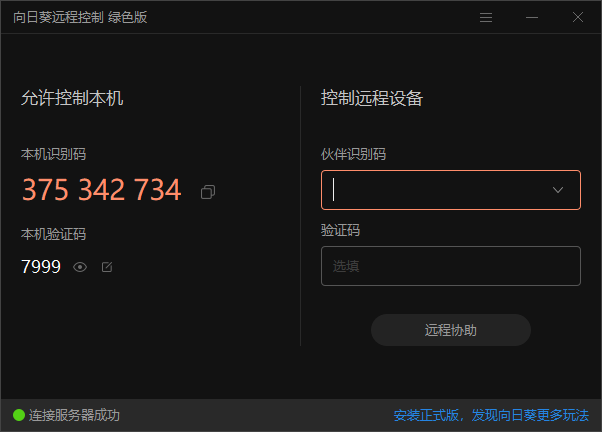 向日葵远程控制 绿色版
允许控制本机
本机识别码
375 342 734
本机验证码
7999
控制远程设备
伙伴识别码
验证码
选填
远程协助
连接服务器成功
安装正式版，发现向日葵更多玩法